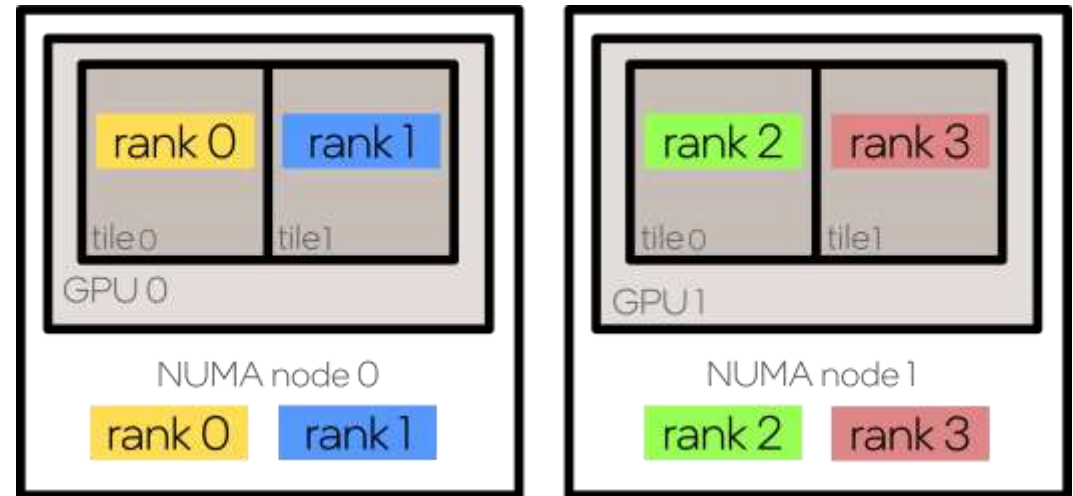 rank 0
rank 1
tile 0
tile 1
GPU 0
NUMA node 0
rank 0
rank 1
rank 2
rank 3
tile 0
tile 1
GPU 1
NUMA node 1
rank 2
rank 3